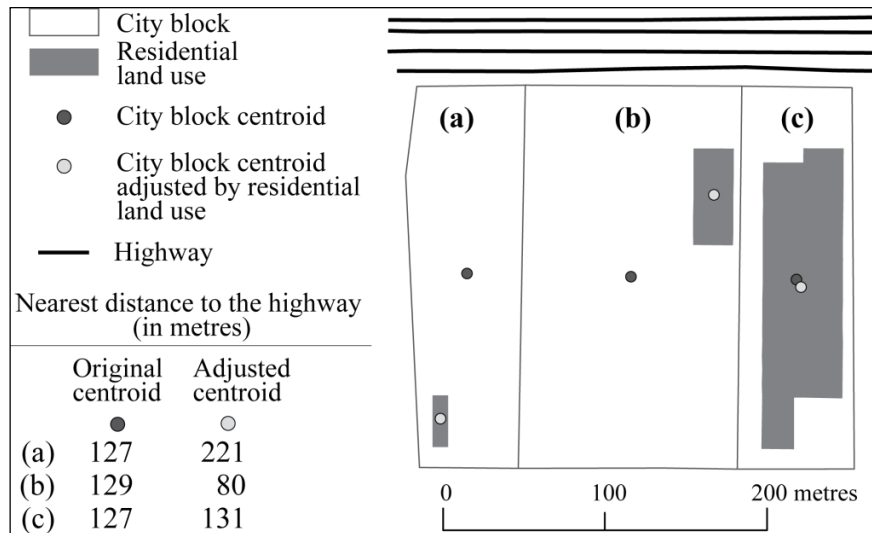 City block
Residential
land use
City block centroid
City block centroid
adjusted by residential
land use
Highway
Nearest distance to the highway
(in metres)
Original Adjusted
centroid centroid
(a) 127 221
(b) 129 80
(c) 127 131
(a) (b) (c)
0 100 200 metres